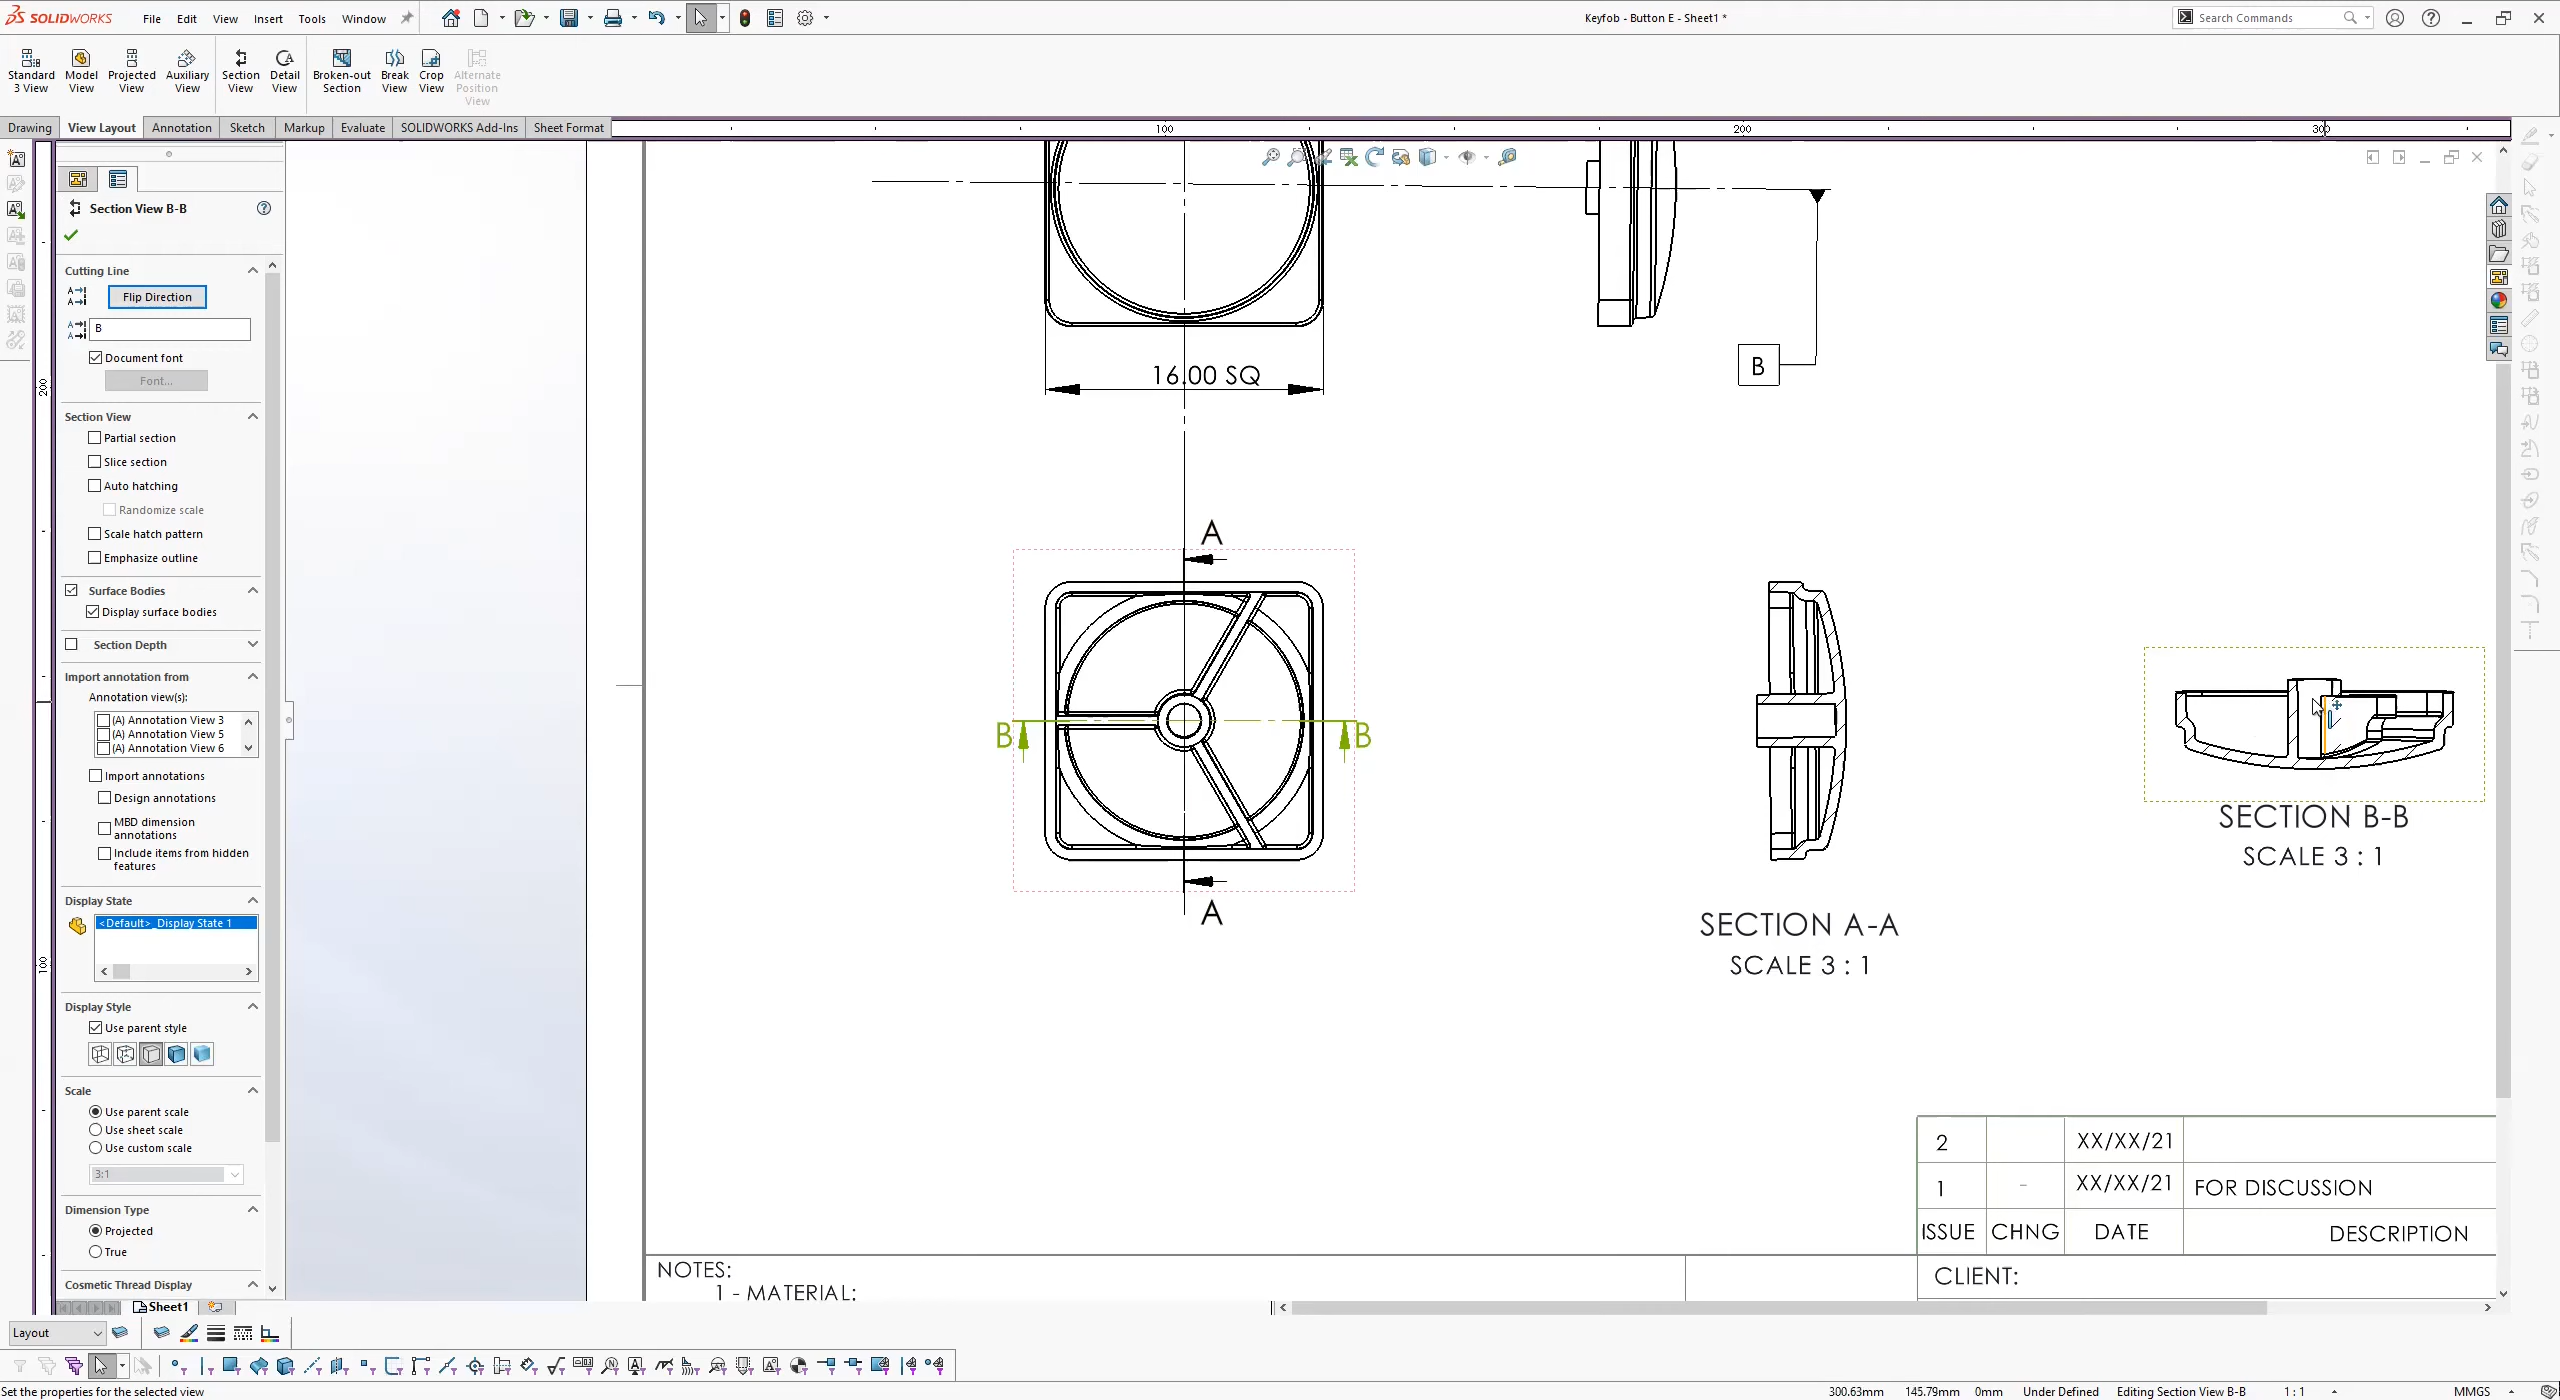 SOLIDWORKS
File Edit View Insert Tools Window
Keyfob - Button E - Sheet1 *
Search Commands
Standard 3 View
Model View
Projected View
Auxiliary View
Section View
Detail View
Broken-out Section
Break View
Crop View
Alternate Position View
Drawing View Layout Annotation Sketch Markup Evaluate SOLIDWORKS Add-Ins Sheet Format
100 200 300
Section View B-B
Cutting Line
Flip Direction
B
Document font
Font...
Section View
Partial section
Slice section
Auto hatching
Randomize scale
Scale hatch pattern
Emphasize outline
Surface Bodies
Display surface bodies
Section Depth
Import annotation from
Annotation view(s):
(A) Annotation View 3
(A) Annotation View 5
(A) Annotation View 6
Import annotations
Design annotations
MBD dimension
annotations
Include items from hidden
features
Display State
<Default>_Display State 1
Display Style
Use parent style
Scale
Use parent scale
Use sheet scale
Use custom scale
3:1
Dimension Type
Projected
True
Cosmetic Thread Display
200
100
16.00 SQ
B
A
B B
A
SECTION A-A
SCALE 3 : 1
SECTION B-B
SCALE 3 : 1
2 XX/XX/21
1 - XX/XX/21 FOR DISCUSSION
ISSUE CHNG DATE DESCRIPTION
CLIENT:
NOTES:
1 - MATERIAL:
Sheet1
Layout
Set the properties for the selected view
300.63mm 145.79mm 0mm Under Defined Editing Section View B-B 1 : 1 MMGS